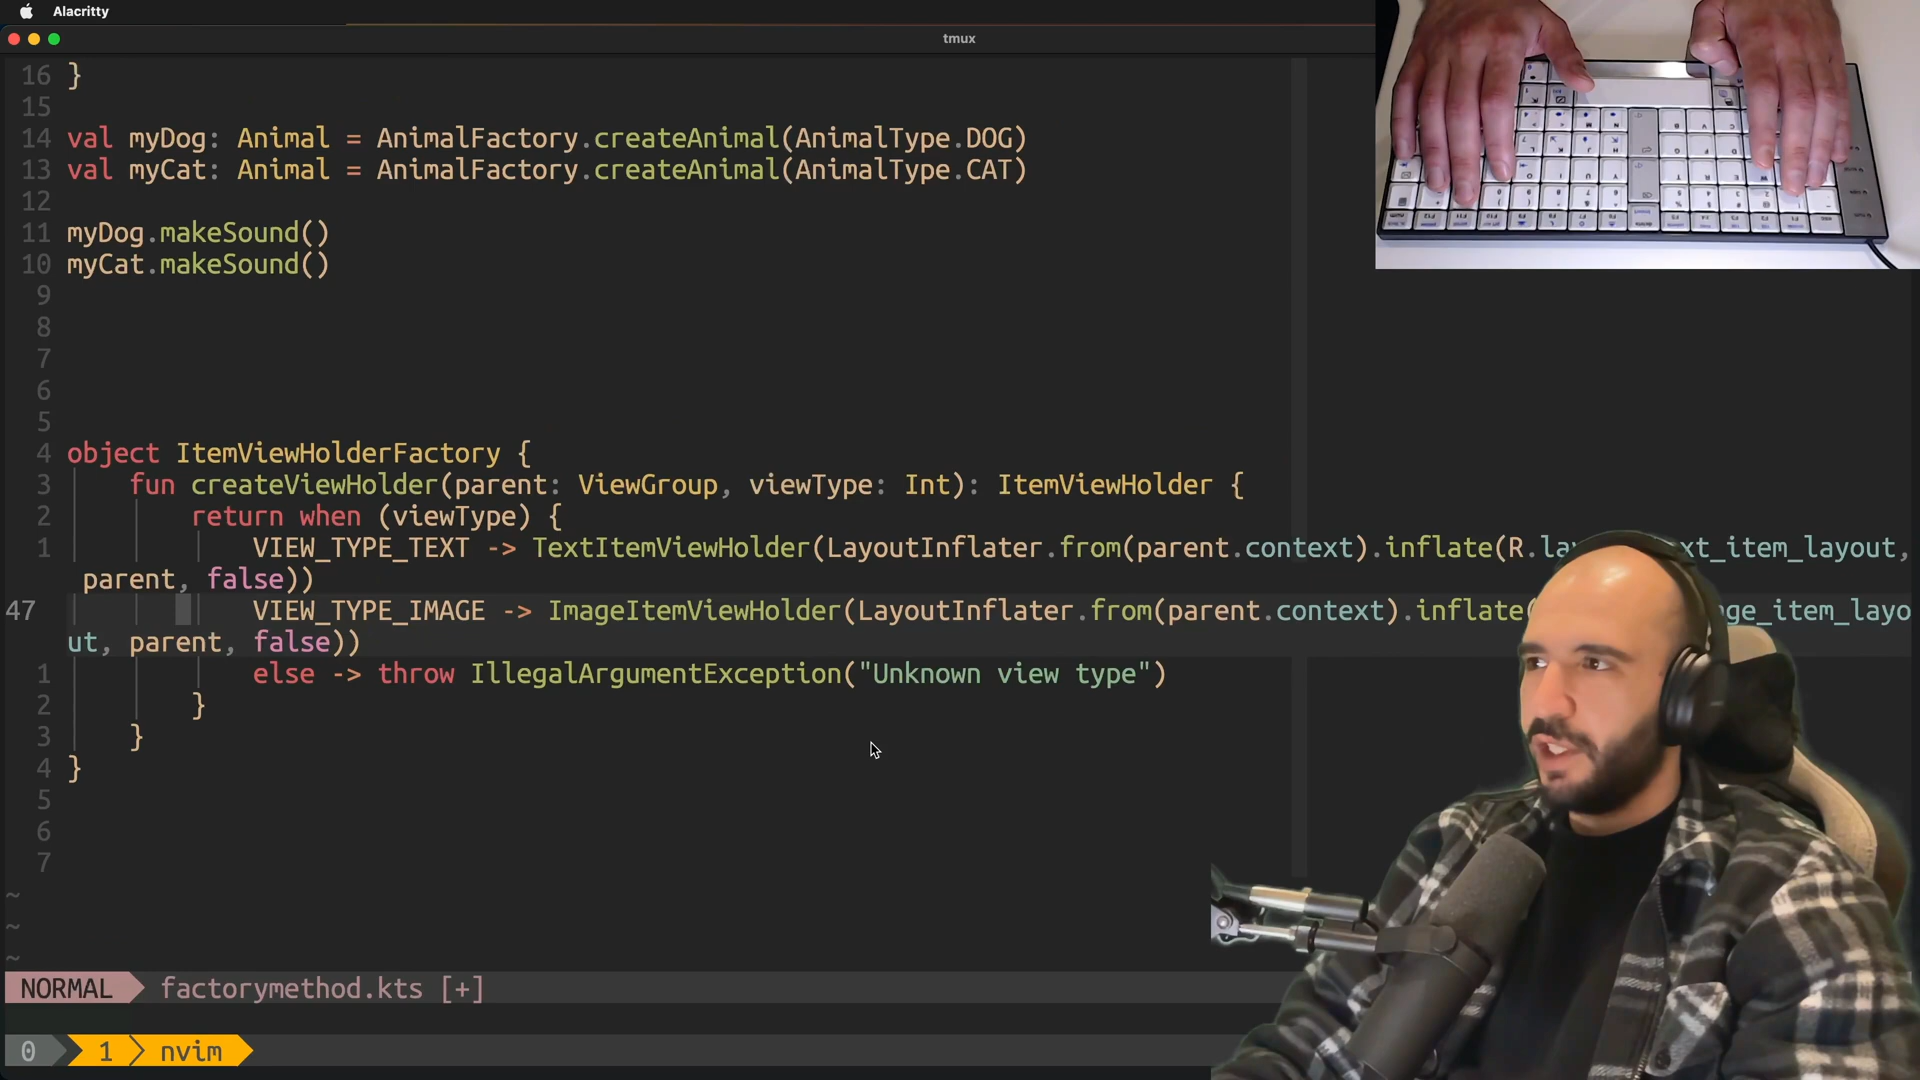 Alacritty
tmux
16 }
15
14 val myDog: Animal = AnimalFactory.createAnimal(AnimalType.DOG)
13 val myCat: Animal = AnimalFactory.createAnimal(AnimalType.CAT)
12
11 myDog.makeSound()
10 myCat.makeSound()
9
8
7
6
5
4 object ItemViewHolderFactory {
3 fun createViewHolder(parent: ViewGroup, viewType: Int): ItemViewHolder {
2 return when (viewType) {
1 VIEW_TYPE_TEXT -> TextItemViewHolder(LayoutInflater.from(parent.context).inflate(R.la xt_item_layout,
parent, false))
47 VIEW_TYPE_IMAGE -> ImageItemViewHolder(LayoutInflater.from(parent.context).inflate( ge_item_layo
ut, parent, false))
1 else -> throw IllegalArgumentException("Unknown view type")
2 }
3 }
4 }
5
6
7
~
~
~
NORMAL factorymethod.kts [+]
0 1 nvim